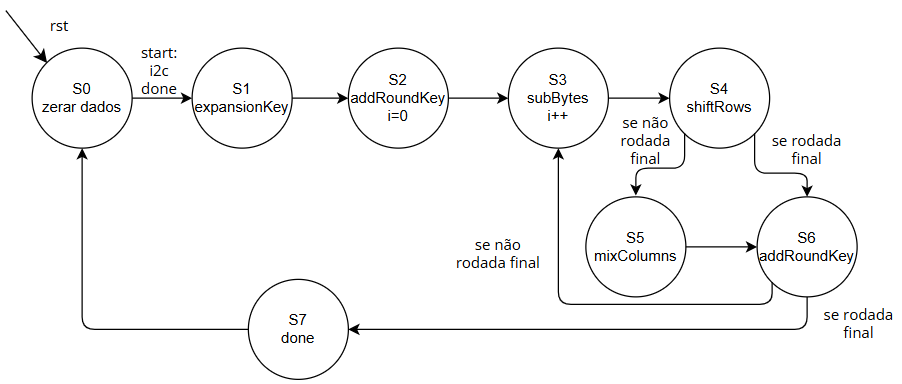 rst
start:
i2c
done
S0
zerar dados
S1
expansionKey
S2
addRoundKey
i=0
S3
subBytes
i++
S4
shiftRows
se não
rodada
final
se rodada
final
S5
mixColumns
S6
addRoundKey
se não
rodada final
S7
done
se rodada
final